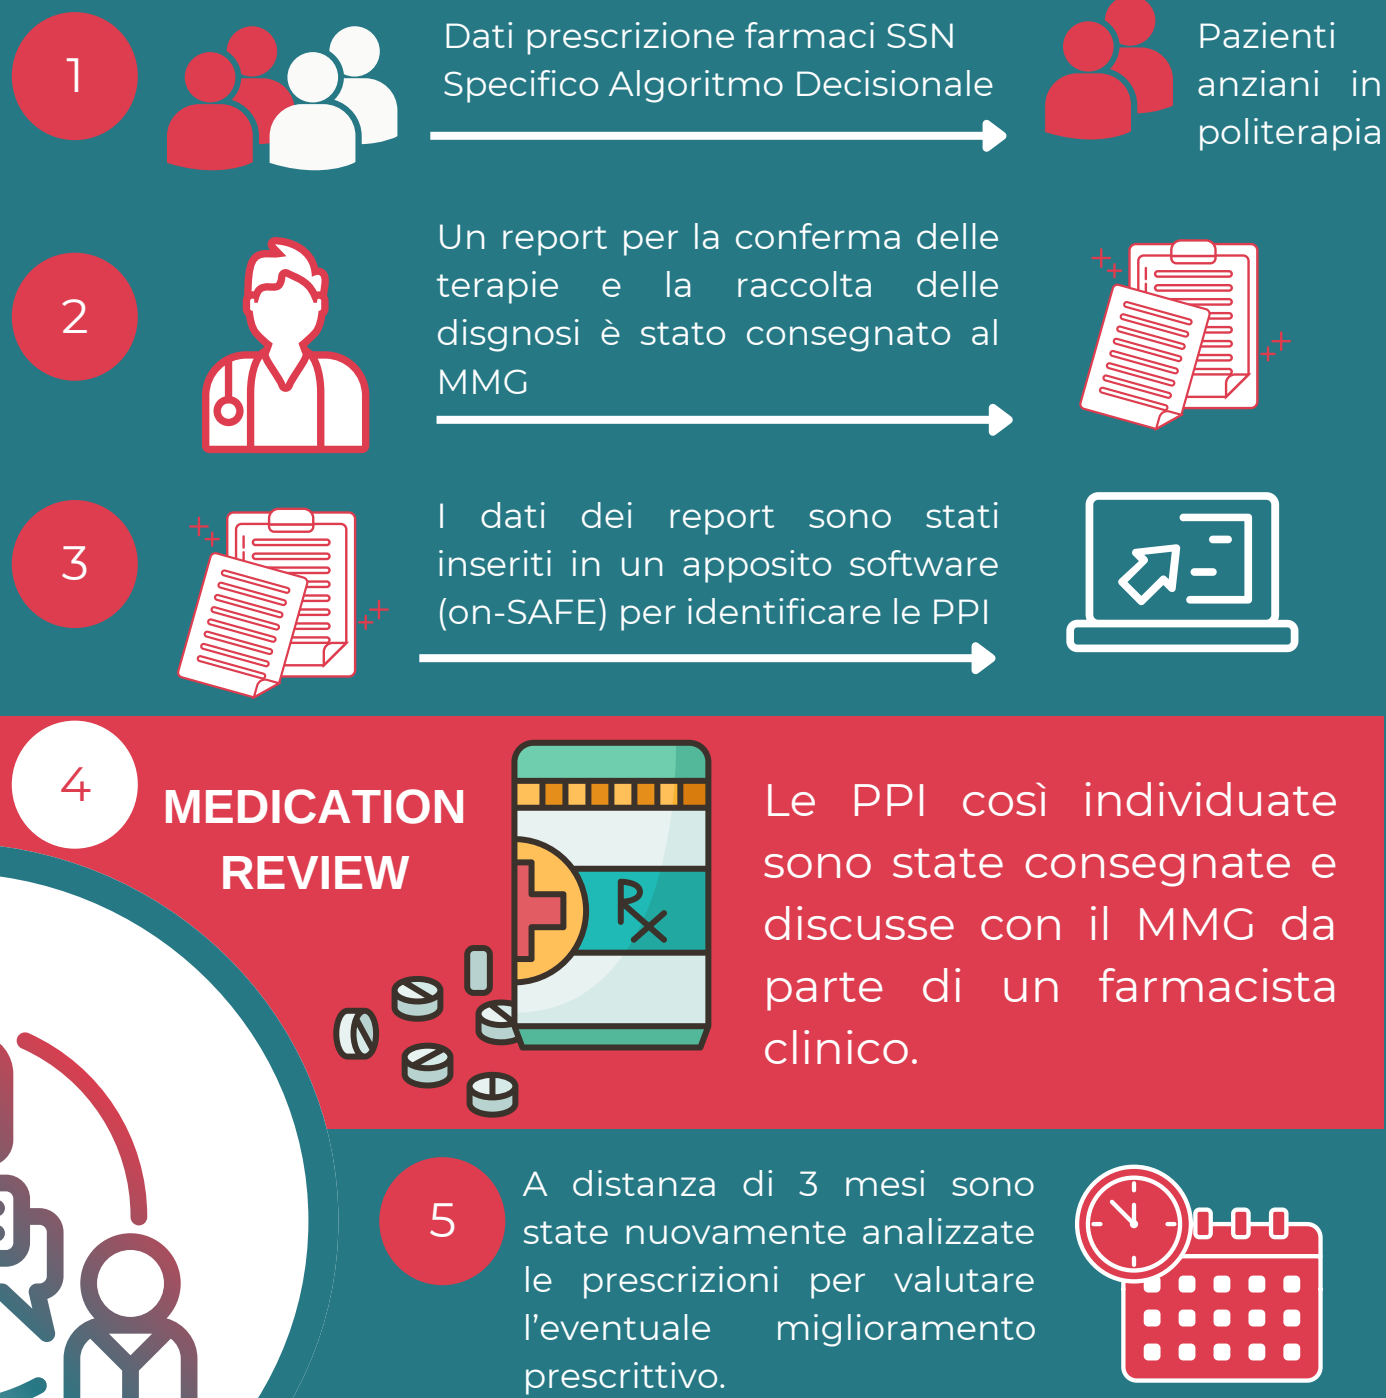 1
Dati prescrizione farmaci SSN
Specifico Algoritmo Decisionale
Pazienti
anziani in
politerapia
2
Un report per la conferma delle
terapie e la raccolta delle
disgnosi è stato consegnato al
MMG
3
I dati dei report sono stati
inseriti in un apposito software
(on-SAFE) per identificare le PPI
4
MEDICATION
REVIEW
Rx
Le PPI così individuate
sono state consegnate e
discusse con il MMG da
parte di un farmacista
clinico.
5
A distanza di 3 mesi sono
state nuovamente analizzate
le prescrizioni per valutare
l’eventuale miglioramento
prescrittivo.